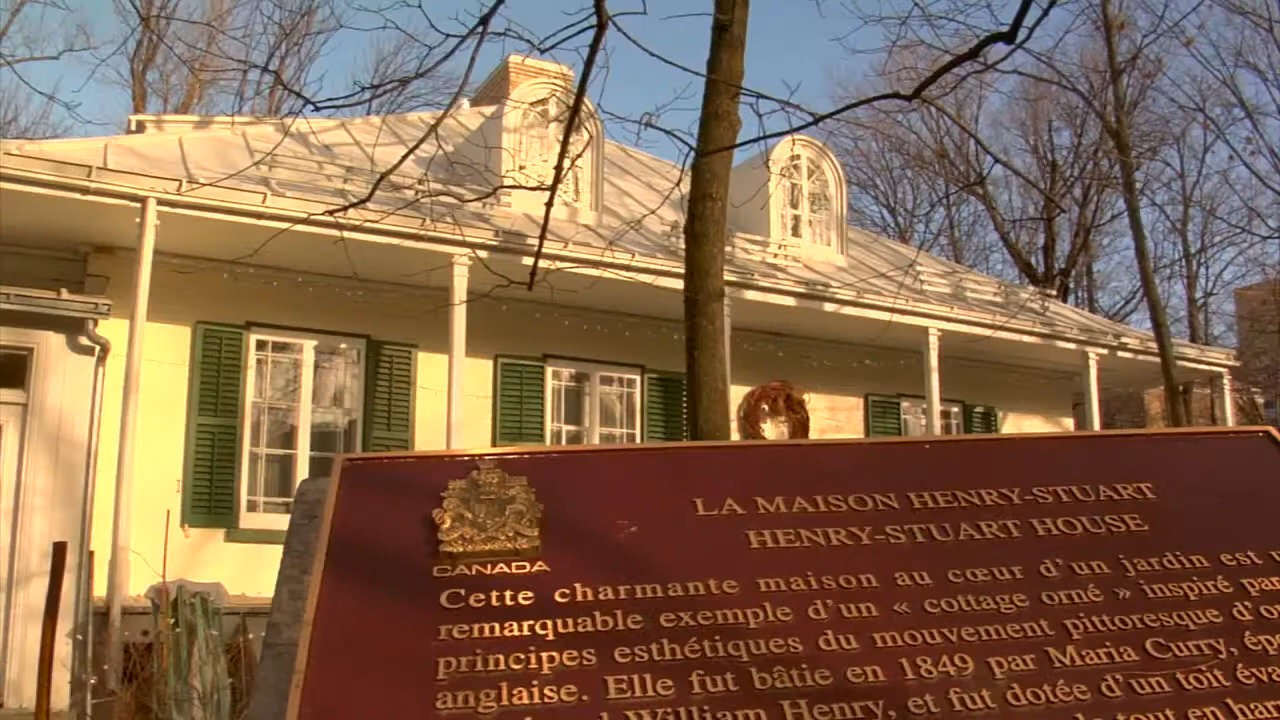 LA MAISON HENRY-STUART
HENRY-STUART HOUSE
CANADA
Cette charmante maison au cœur d'un jardin est
remarquable exemple d'un « cottage orné » inspiré par
principes esthétiques du mouvement pittoresque
anglaise. Elle fut bâtie en 1849 par Maria Curry,
William Henry, et fut dotée d'un toit